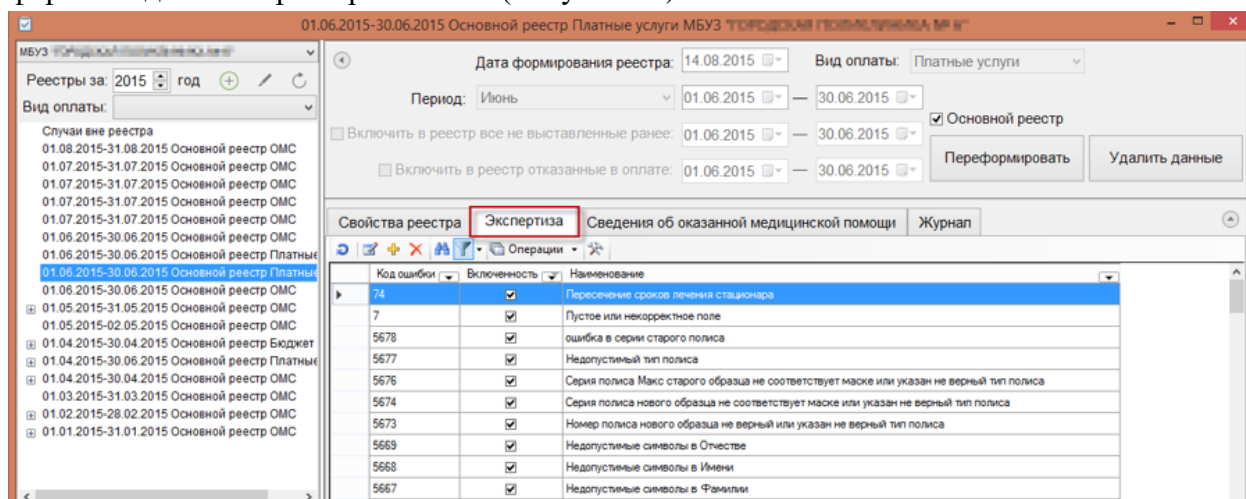 01.06.2015-30.06.2015 Основной реестр Платные услуги МБУЗ
МБУЗ
Реестры за: 2015 год
Вид оплаты:
Случаи вне реестра
01.08.2015-31.08.2015 Основной реестр ОМС
01.07.2015-31.07.2015 Основной реестр ОМС
01.07.2015-31.07.2015 Основной реестр ОМС
01.07.2015-31.07.2015 Основной реестр ОМС
01.07.2015-31.07.2015 Основной реестр ОМС
01.06.2015-30.06.2015 Основной реестр ОМС
01.06.2015-30.06.2015 Основной реестр Платные
01.06.2015-30.06.2015 Основной реестр Платные
01.06.2015-30.06.2015 Основной реестр ОМС
01.05.2015-31.05.2015 Основной реестр ОМС
01.05.2015-02.05.2015 Основной реестр ОМС
01.04.2015-30.04.2015 Основной реестр Бюджет
01.04.2015-30.06.2015 Основной реестр Платные
01.04.2015-30.04.2015 Основной реестр ОМС
01.03.2015-31.03.2015 Основной реестр ОМС
01.02.2015-28.02.2015 Основной реестр ОМС
01.01.2015-31.01.2015 Основной реестр ОМС
Дата формирования реестра: 14.08.2015 Вид оплаты: Платные услуги
Период: Июнь 01.06.2015 — 30.06.2015
Основной реестр
Включить в реестр все не выставленные ранее: 01.06.2015 — 30.06.2015
Включить в реестр отказанные в оплате: 01.06.2015 — 30.06.2015
Переформировать Удалить данные
Свойства реестра Экспертиза Сведения об оказанной медицинской помощи Журнал
Операции
Код ошибки Включенность Наименование
74 Пересечение сроков лечения стационара
7 Пустое или некорректное поле
5678 ошибка в серии старого полиса
5677 Недопустимый тип полиса
5676 Серия полиса Макс старого образца не соответствует маске или указан не верный тип полиса
5674 Серия полиса нового образца не соответствует маске или указан не верный тип полиса
5673 Номер полиса нового образца не верный или указан не верный тип полиса
5669 Недопустимые символы в Отчестве
5668 Недопустимые символы в Имени
5667 Недопустимые символы в Фамилии